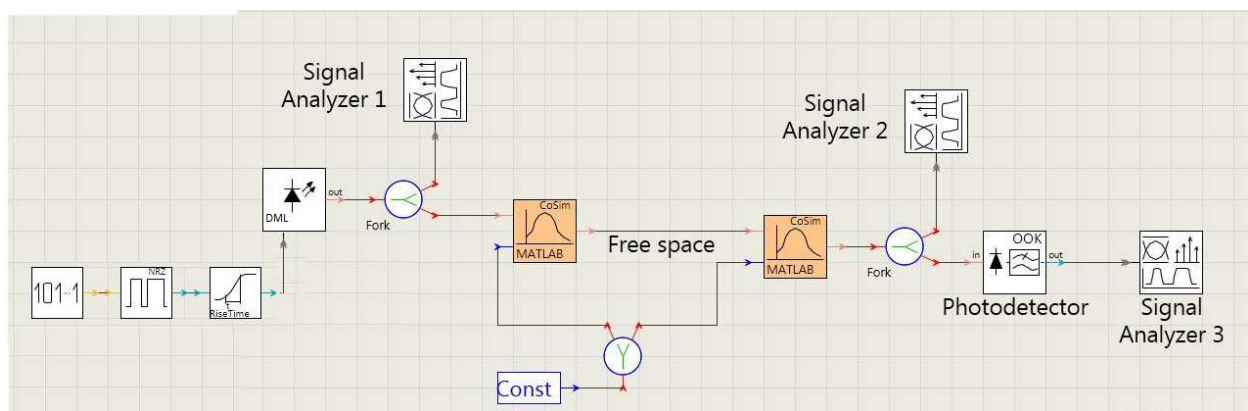 Signal
Analyzer 1
Signal
Analyzer 2
DML
out
Fork
CoSim
MATLAB
Free space
CoSim
MATLAB
Fork
in
OOK
out
Photodetector
Signal
Analyzer 3
101...1
NRZ
RiseTime
Const